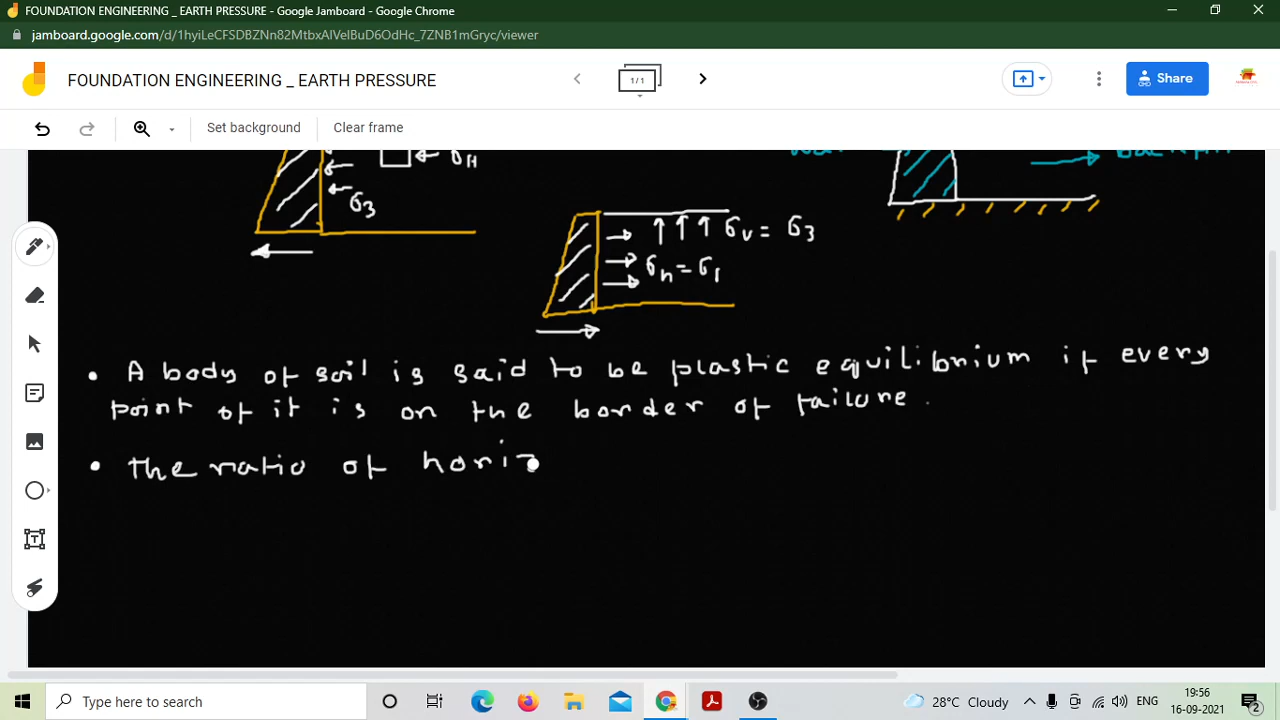 FOUNDATION ENGINEERING _ EARTH PRESSURE - Google Jamboard - Google Chrome
jamboard.google.com/d/1hyiLeCFSDBZNn82MtbxAIVelBuD6OdHc_7ZNB1mGryc/viewer
FOUNDATION ENGINEERING _ EARTH PRESSURE
1/1
Share
Set background
Clear frame
σH
σ3
σv = σ3
σh = σ1
• A body of soil is said to be plastic equilibrium if every
point of it is on the border of failure.
• the ratio of horiz
Type here to search
28°C Cloudy
ENG
19:56
16-09-2021
2